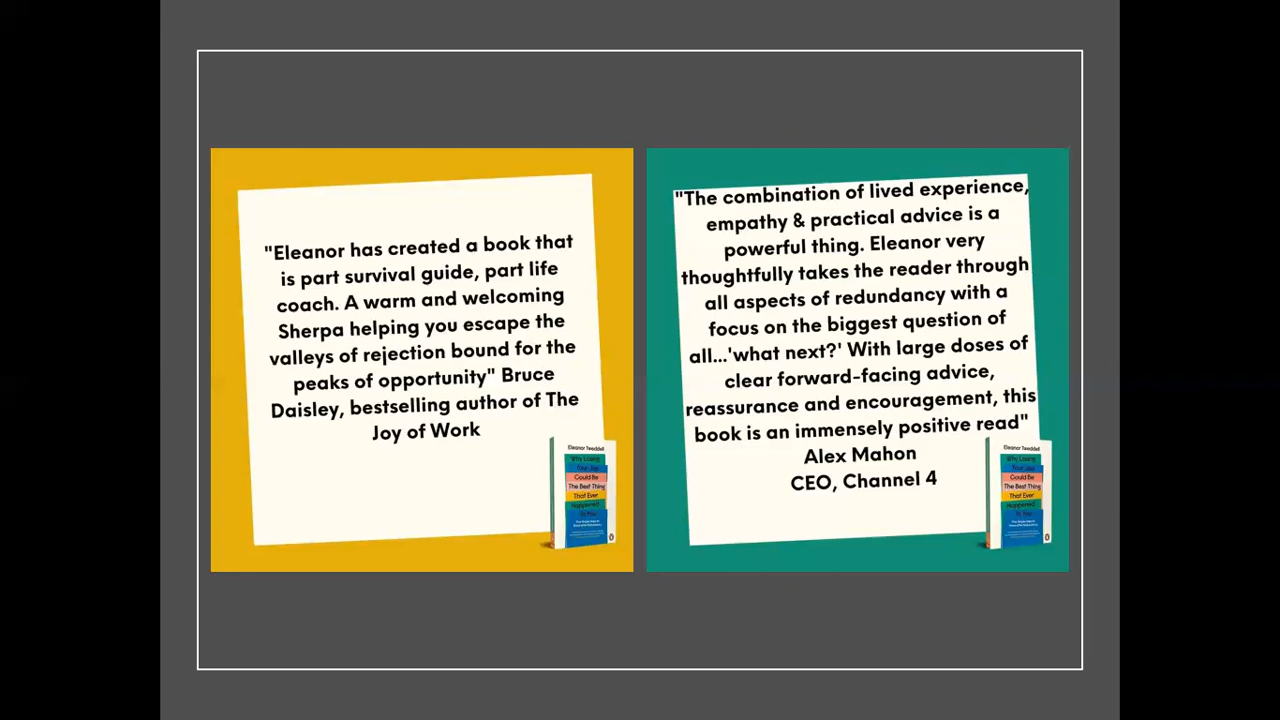 "Eleanor has created a book that
is part survival guide, part life
coach. A warm and welcoming
Sherpa helping you escape the
valleys of rejection bound for the
peaks of opportunity" Bruce
Daisley, bestselling author of The
Joy of Work
Eleanor Tweddell
Why Losing
Your Job
Could Be
The Best Thing
That Ever
Happened
To You
"The combination of lived experience,
empathy & practical advice is a
powerful thing. Eleanor very
thoughtfully takes the reader through
all aspects of redundancy with a
focus on the biggest question of
all...'what next?' With large doses of
clear forward-facing advice,
reassurance and encouragement, this
book is an immensely positive read"
Alex Mahon
CEO, Channel 4
Eleanor Tweddell
Why Losing
Your Job
Could Be
The Best Thing
That Ever
Happened
To You